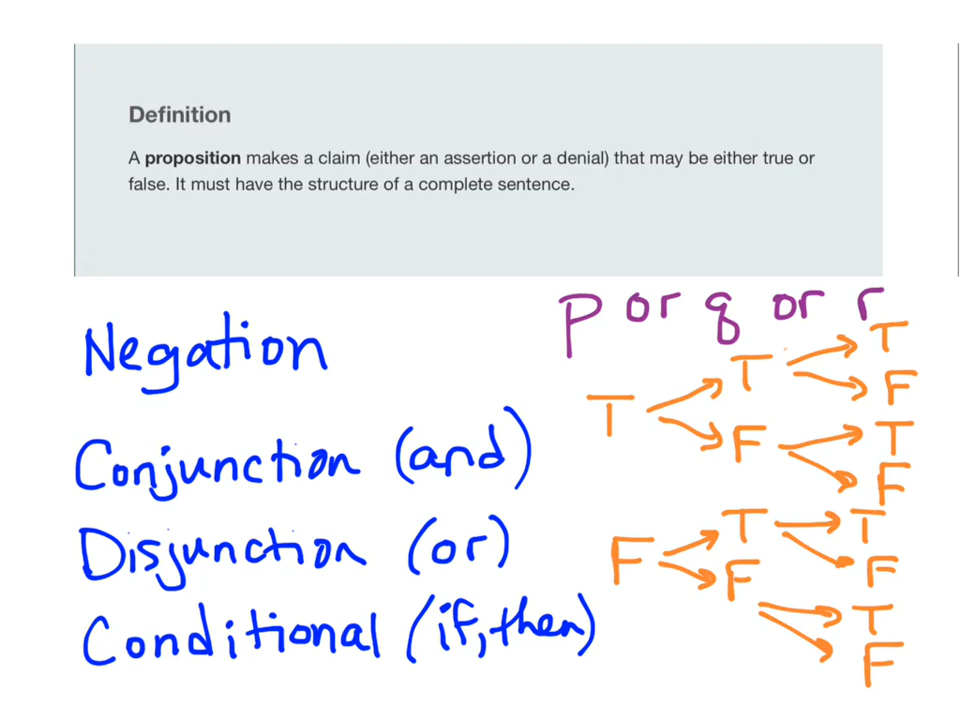 Definition
A proposition makes a claim (either an assertion or a denial) that may be either true or
false. It must have the structure of a complete sentence.
p or q or r
Negation
T
T
T
F
F
T
F
Conjunction (and)
F
T
T
F
F
T
F
Disjunction (or)
Conditional (if, then)